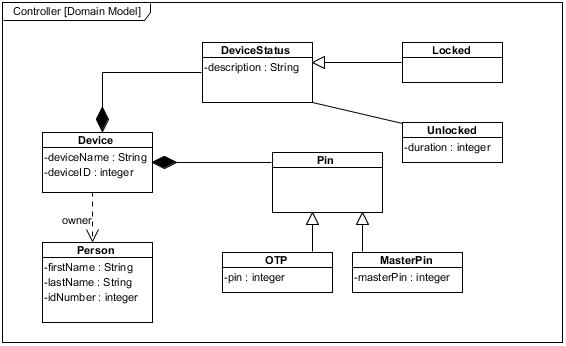 Controller [Domain Model]
DeviceStatus
-description : String
Locked
Unlocked
-duration : integer
Device
-deviceName : String
-deviceID : integer
Pin
owner
Person
-firstName : String
-lastName : String
-idNumber : integer
OTP
-pin : integer
MasterPin
-masterPin : integer